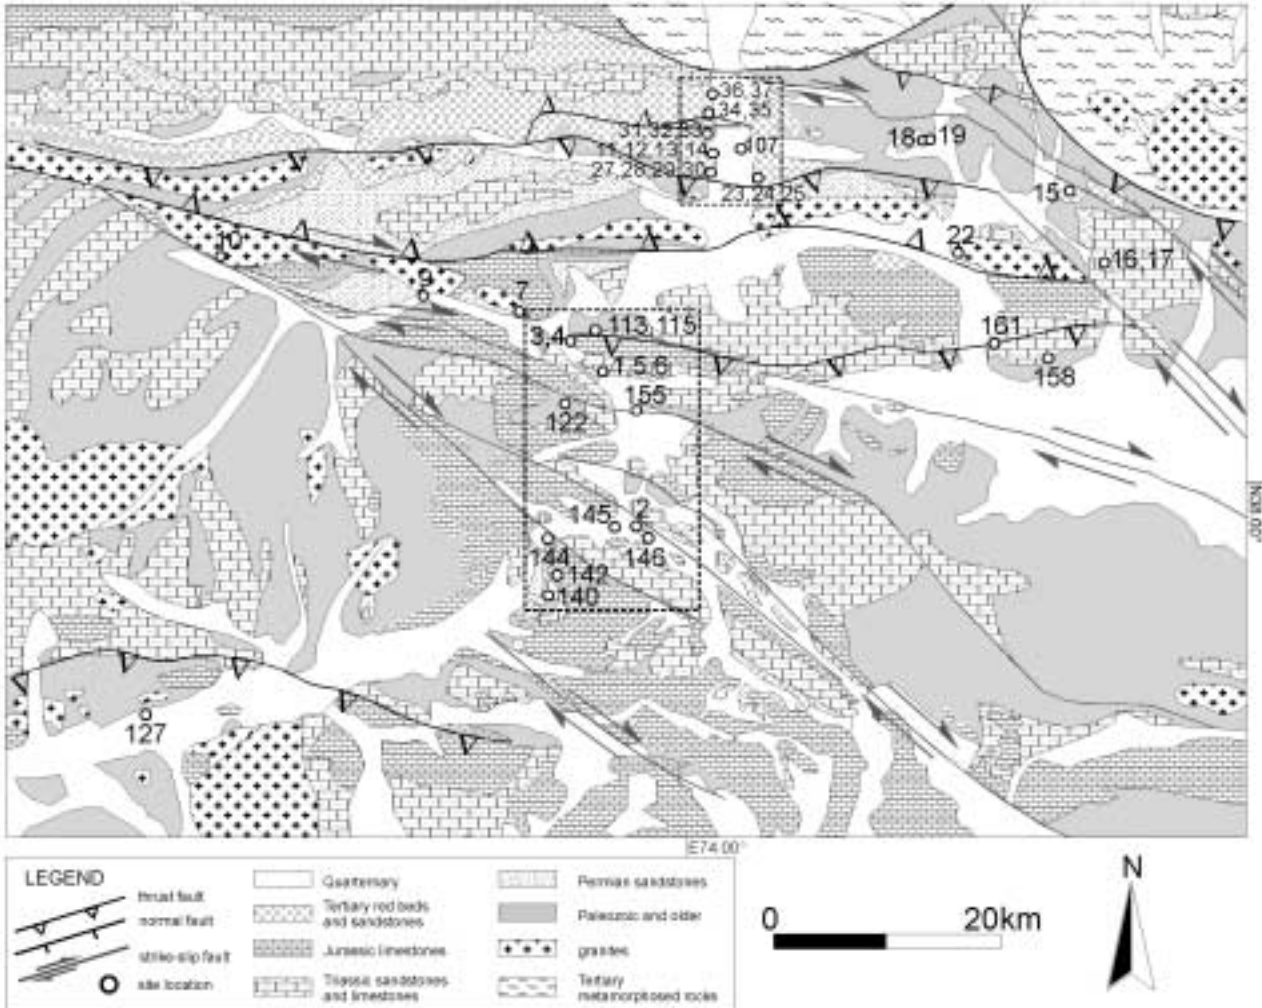 36, 37
34, 35
31, 32, 33
11, 12, 13, 14
107
27, 28, 29, 30
23, 24, 25
18
19
15
10
22
16, 17
9
7
113, 115
3,4
161
1,5,6
158
155
122
145
2
144
146
142
140
127
N38 00°
E74 00°
LEGEND
thrust fault
normal fault
strike-slip fault
site location
Quarternary
Tertiary red beds
and sandstones
Jurassic limestones
Triassic sandstones
and limestones
Permian sandstones
Paleozoic and older
granites
Tertiary
metamorphosed rocks
0 20km
N